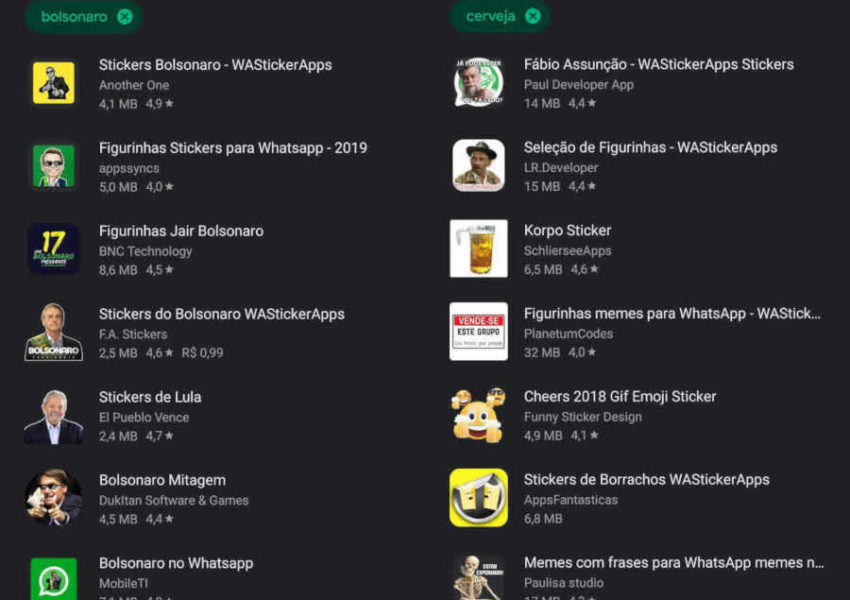 bolsonaro
Stickers Bolsonaro - WAStickerApps
Another One
4,1 MB 4,9★
Figurinhas Stickers para Whatsapp - 2019
appssyncs
5,0 MB 4,0★
17
JAIR
BOLSONARO
PRESIDENTE
Figurinhas Jair Bolsonaro
BNC Technology
8,6 MB 4,5★
BOLSONARO
Stickers do Bolsonaro WAStickerApps
F.A. Stickers
2,5 MB 4,6★ R$ 0,99
Stickers de Lula
El Pueblo Vence
2,4 MB 4,7★
Bolsonaro Mitagem
DukItan Software & Games
4,5 MB 4,4★
Bolsonaro no Whatsapp
MobileTI
cerveja
Fábio Assunção - WAStickerApps Stickers
Paul Developer App
14 MB 4,4★
Seleção de Figurinhas - WAStickerApps
LR.Developer
15 MB 4,4★
Korpo Sticker
SchlierseeApps
6,5 MB 4,6★
VENDE-SE
ESTE GRUPO
Figurinhas memes para WhatsApp - WAStick...
PlanetumCodes
32 MB 4,0★
Cheers 2018 Gif Emoji Sticker
Funny Sticker Design
4,9 MB 4,1★
Stickers de Borrachos WAStickerApps
AppsFantasticas
6,8 MB
ESTOU
ESPERANDO
Memes com frases para WhatsApp memes n...
Paulisa studio